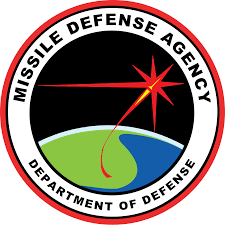 MISSILE DEFENSE AGENCY
DEPARTMENT OF DEFENSE